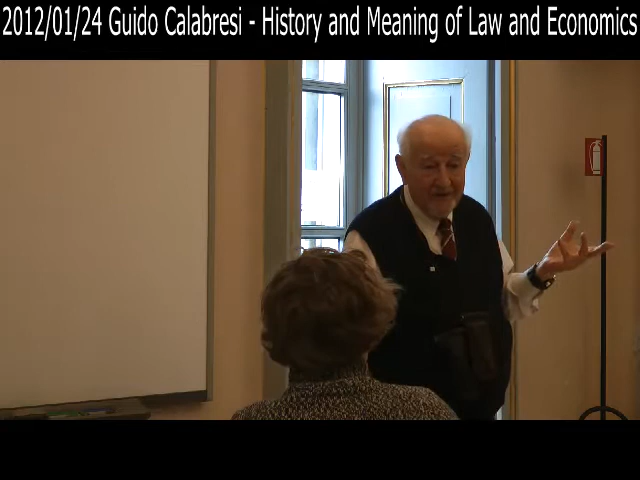 2012/01/24 Guido Calabresi - History and Meaning of Law and Economics